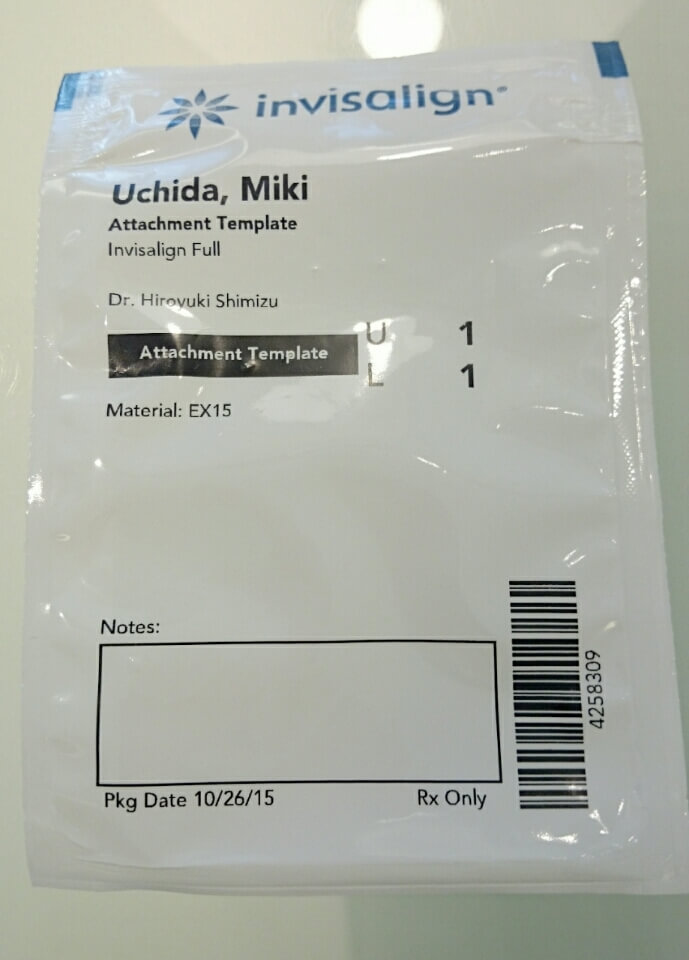 invisalign®
Uchida, Miki
Attachment Template
Invisalign Full
Dr. Hiroyuki Shimizu
Attachment Template U 1
L 1
Material: EX15
Notes:
4258309
Pkg Date 10/26/15 Rx Only